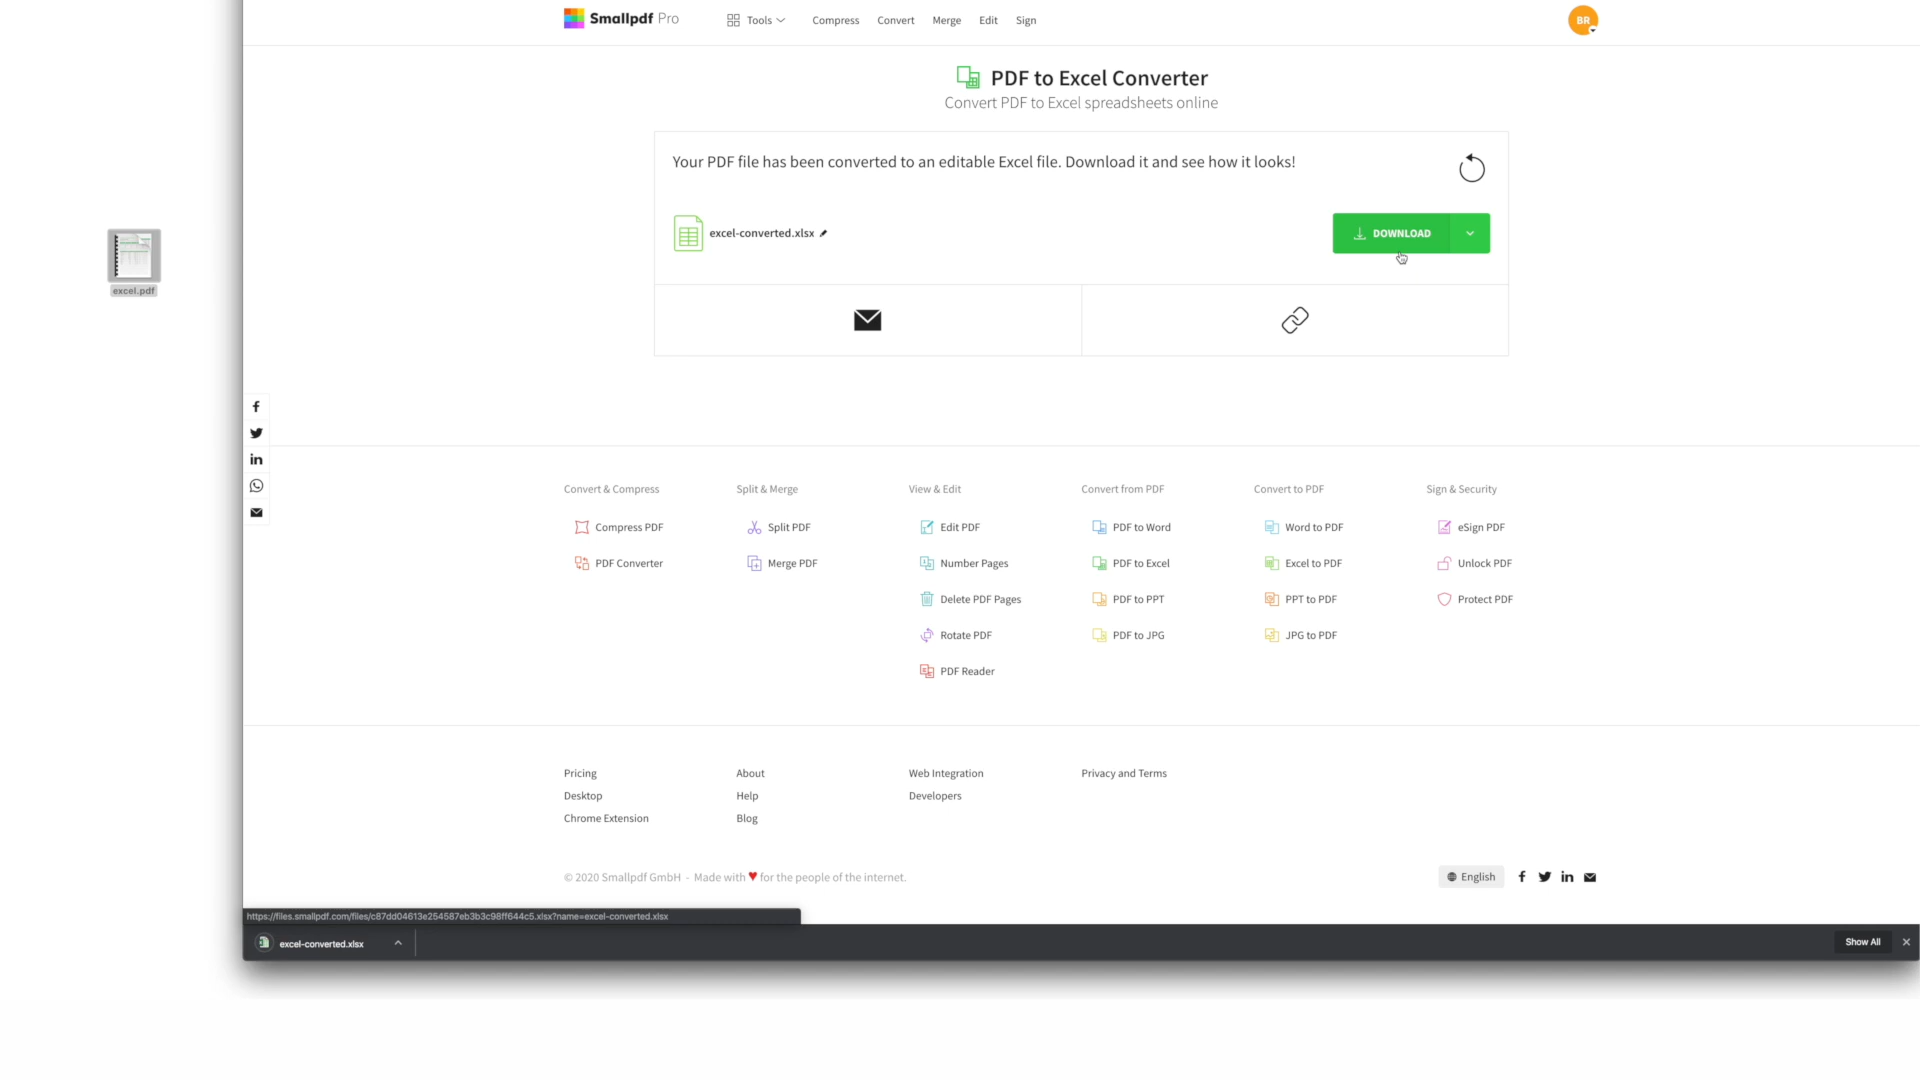 Smallpdf Pro
Tools
Compress
Convert
Merge
Edit
Sign
BR
PDF to Excel Converter
Convert PDF to Excel spreadsheets online
Your PDF file has been converted to an editable Excel file. Download it and see how it looks!
excel-converted.xlsx
DOWNLOAD
excel.pdf
Convert & Compress
Compress PDF
PDF Converter
Split & Merge
Split PDF
Merge PDF
View & Edit
Edit PDF
Number Pages
Delete PDF Pages
Rotate PDF
PDF Reader
Convert from PDF
PDF to Word
PDF to Excel
PDF to PPT
PDF to JPG
Convert to PDF
Word to PDF
Excel to PDF
PPT to PDF
JPG to PDF
Sign & Security
eSign PDF
Unlock PDF
Protect PDF
Pricing
Desktop
Chrome Extension
About
Help
Blog
Web Integration
Developers
Privacy and Terms
© 2020 Smallpdf GmbH - Made with ♥ for the people of the internet.
English
https://files.smallpdf.com/files/c87dd04613e254587eb3b3c98ff644c5.xlsx?name=excel-converted.xlsx
excel-converted.xlsx
Show All